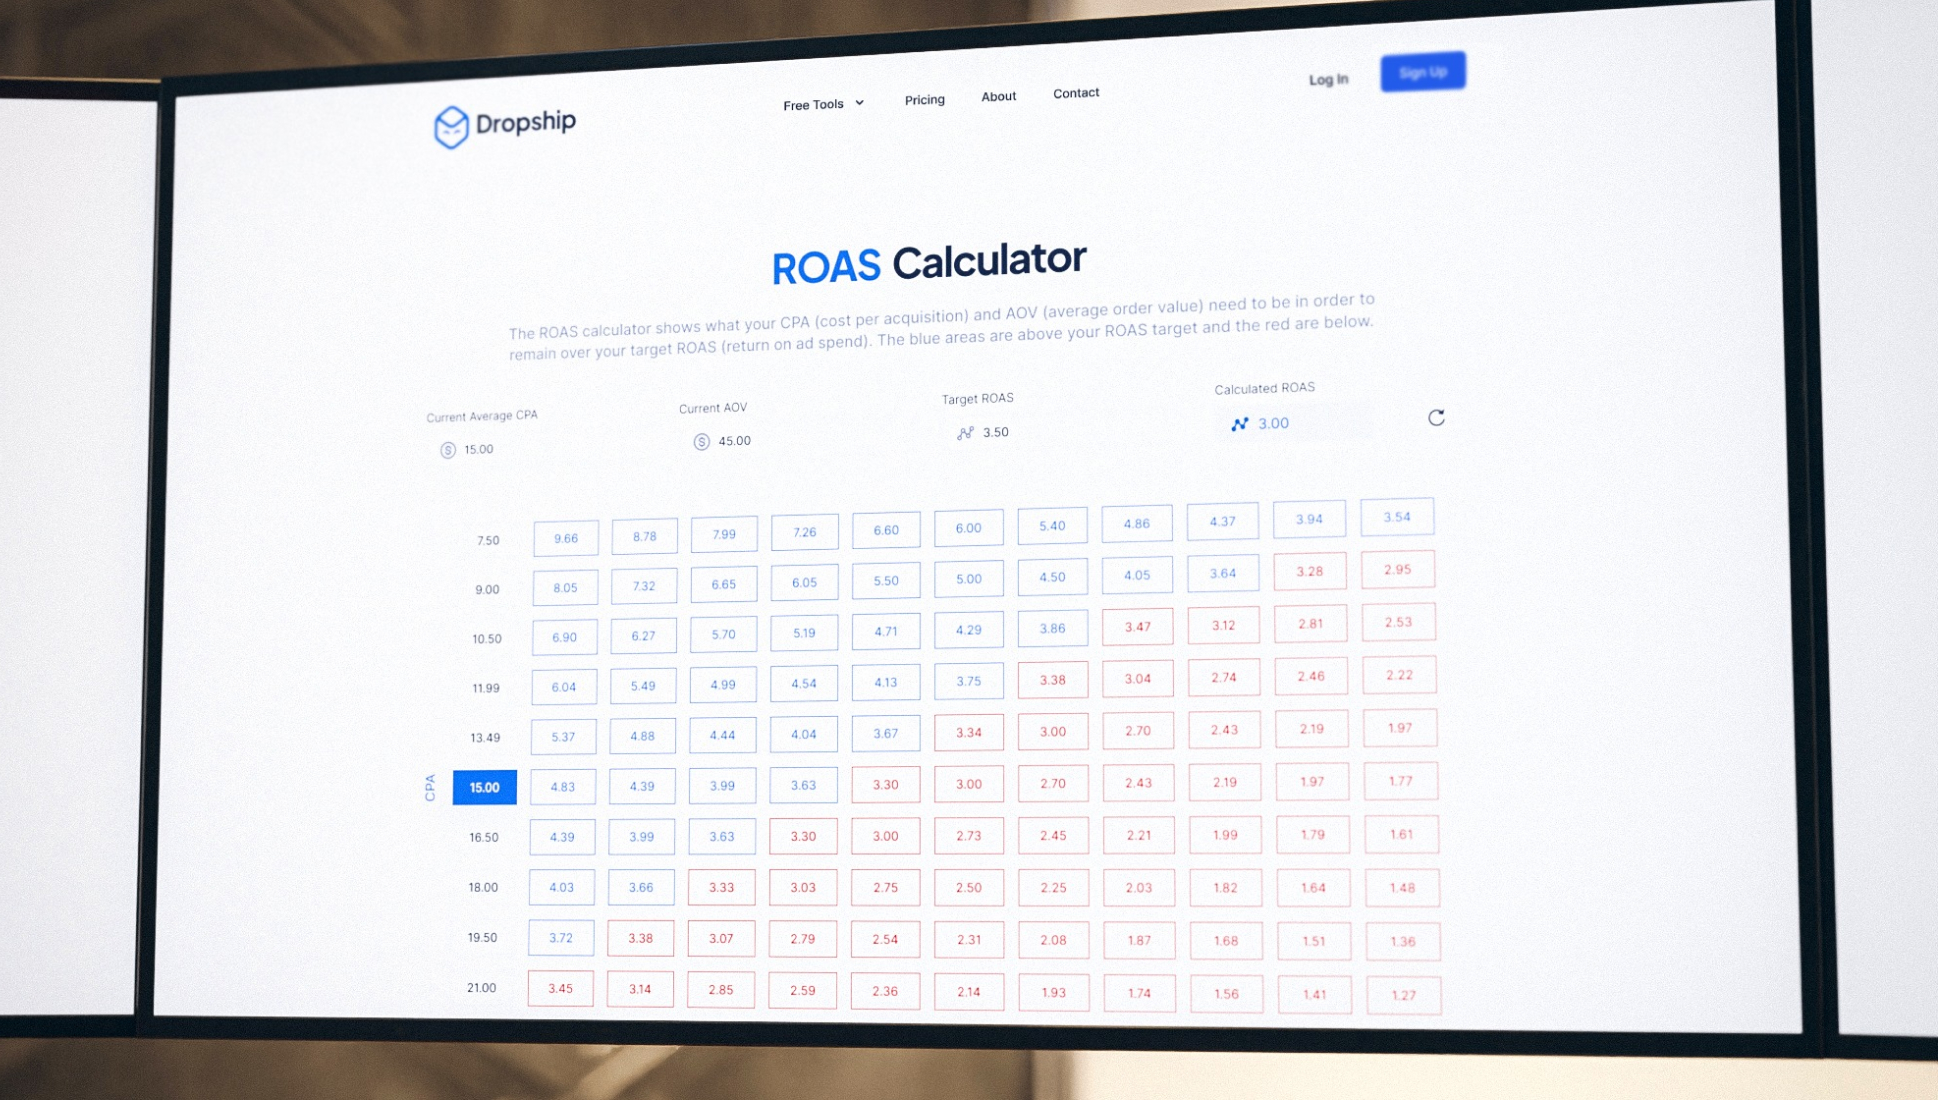 Dropship
Free Tools
Pricing
About
Contact
Log In
Sign Up
ROAS Calculator
The ROAS calculator shows what your CPA (cost per acquisition) and AOV (average order value) need to be in order to
remain over your target ROAS (return on ad spend). The blue areas are above your ROAS target and the red are below.
Current Average CPA
Current AOV
Target ROAS
Calculated ROAS
$ 15.00
$ 45.00
3.50
3.00
7.50 9.66 8.78 7.99 7.26 6.60 6.00 5.40 4.86 4.37 3.94 3.54
9.00 8.05 7.32 6.65 6.05 5.50 5.00 4.50 4.05 3.64 3.28 2.95
10.50 6.90 6.27 5.70 5.19 4.71 4.29 3.86 3.47 3.12 2.81 2.53
11.99 6.04 5.49 4.99 4.54 4.13 3.75 3.38 3.04 2.74 2.46 2.22
13.49 5.37 4.88 4.44 4.04 3.67 3.34 3.00 2.70 2.43 2.19 1.97
CPA
15.00 4.83 4.39 3.99 3.63 3.30 3.00 2.70 2.43 2.19 1.97 1.77
16.50 4.39 3.99 3.63 3.30 3.00 2.73 2.45 2.21 1.99 1.79 1.61
18.00 4.03 3.66 3.33 3.03 2.75 2.50 2.25 2.03 1.82 1.64 1.48
19.50 3.72 3.38 3.07 2.79 2.54 2.31 2.08 1.87 1.68 1.51 1.36
21.00 3.45 3.14 2.85 2.59 2.36 2.14 1.93 1.74 1.56 1.41 1.27